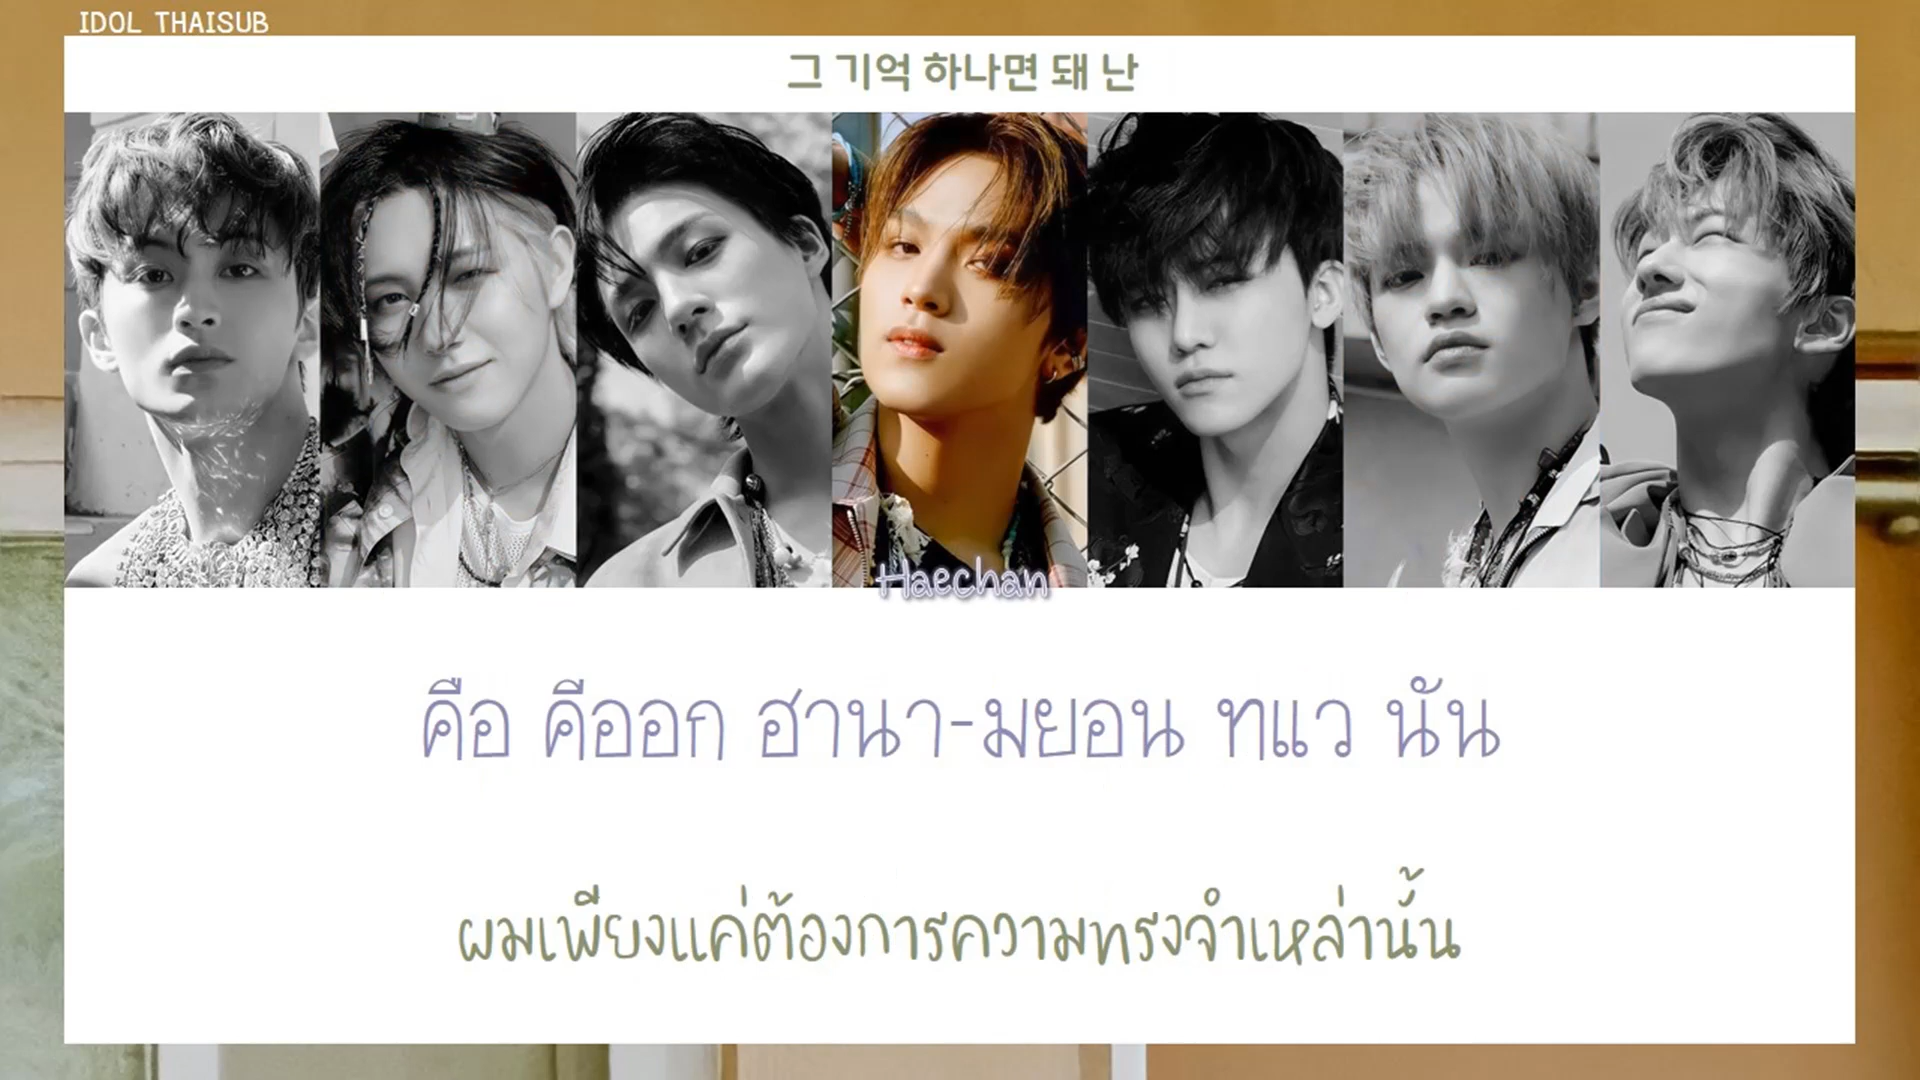 IDOL THAISUB
그 기억 하나면 돼 난
Haechan
คือ คีออก ฮานา-มยอน ทแว นัน
ผมเพียงแค่ต้องการความทรงจำเหล่านั้น